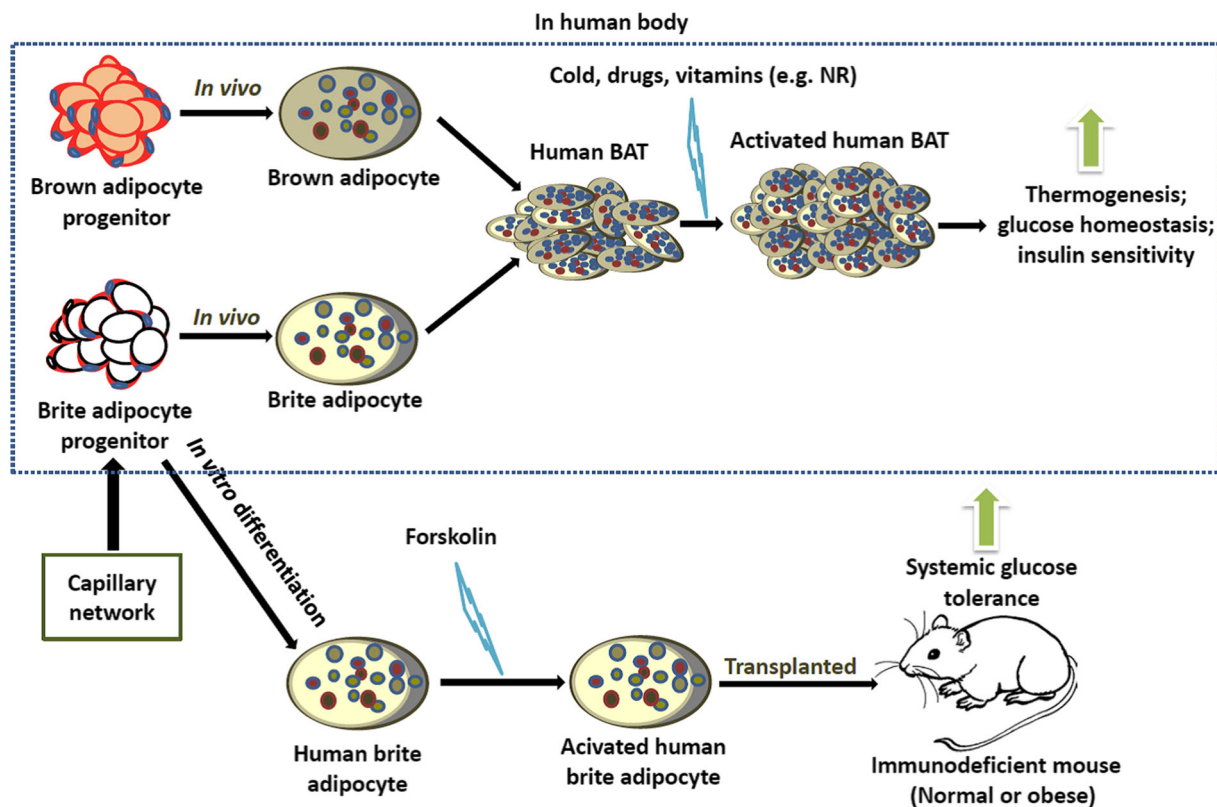 In human body
In vivo
Brown adipocyte
progenitor
Brown adipocyte
Cold, drugs, vitamins (e.g. NR)
Human BAT
Activated human BAT
Thermogenesis;
glucose homeostasis;
insulin sensitivity
In vivo
Brite adipocyte
progenitor
Brite adipocyte
In vitro differentiation
Capillary
network
Forskolin
Human brite
adipocyte
Acivated human
brite adipocyte
Transplanted
Systemic glucose
tolerance
Immunodeficient mouse
(Normal or obese)